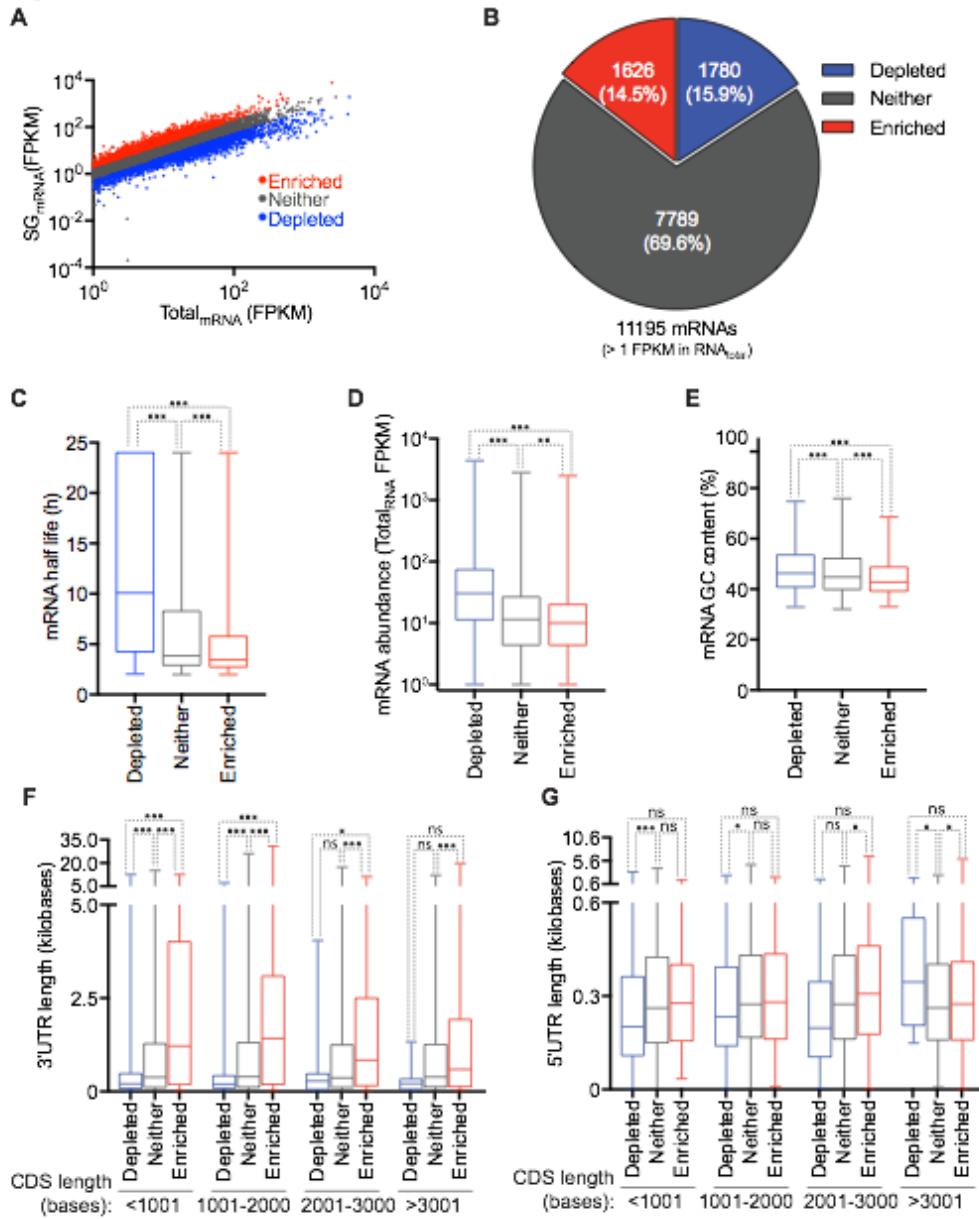 A
SG mRNA (FPKM)
10^4
10^2
10^0
10^-2
10^-4
Enriched
Neither
Depleted
10^0 10^2 10^4
Total mRNA (FPKM)
B
1626
(14.5%)
1780
(15.9%)
7789
(69.6%)
Depleted
Neither
Enriched
11195 mRNAs
(> 1 FPKM in RNA total)
C
mRNA half life (h)
25
20
15
10
5
0
***
*** ***
Depleted
Neither
Enriched
D
mRNA abundance (Total RNA FPKM)
10^4
10^3
10^2
10^1
10^0
***
*** **
Depleted
Neither
Enriched
E
mRNA GC content (%)
100
80
60
40
20
0
***
*** ***
Depleted
Neither
Enriched
F
3'UTR length (kilobases)
35.0
20.0
5.0
5.0
2.5
0
***
*** ***
***
*** ***
*
ns ***
ns
ns ***
Depleted Neither Enriched Depleted Neither Enriched Depleted Neither Enriched Depleted Neither Enriched
CDS length
(bases): <1001 1001-2000 2001-3000 >3001
G
5'UTR length (kilobases)
10.6
5.6
0.6
0.6
0.3
0
ns
*** ns
ns
* ns
ns
ns *
ns
* *
Depleted Neither Enriched Depleted Neither Enriched Depleted Neither Enriched Depleted Neither Enriched
CDS length
(bases): <1001 1001-2000 2001-3000 >3001